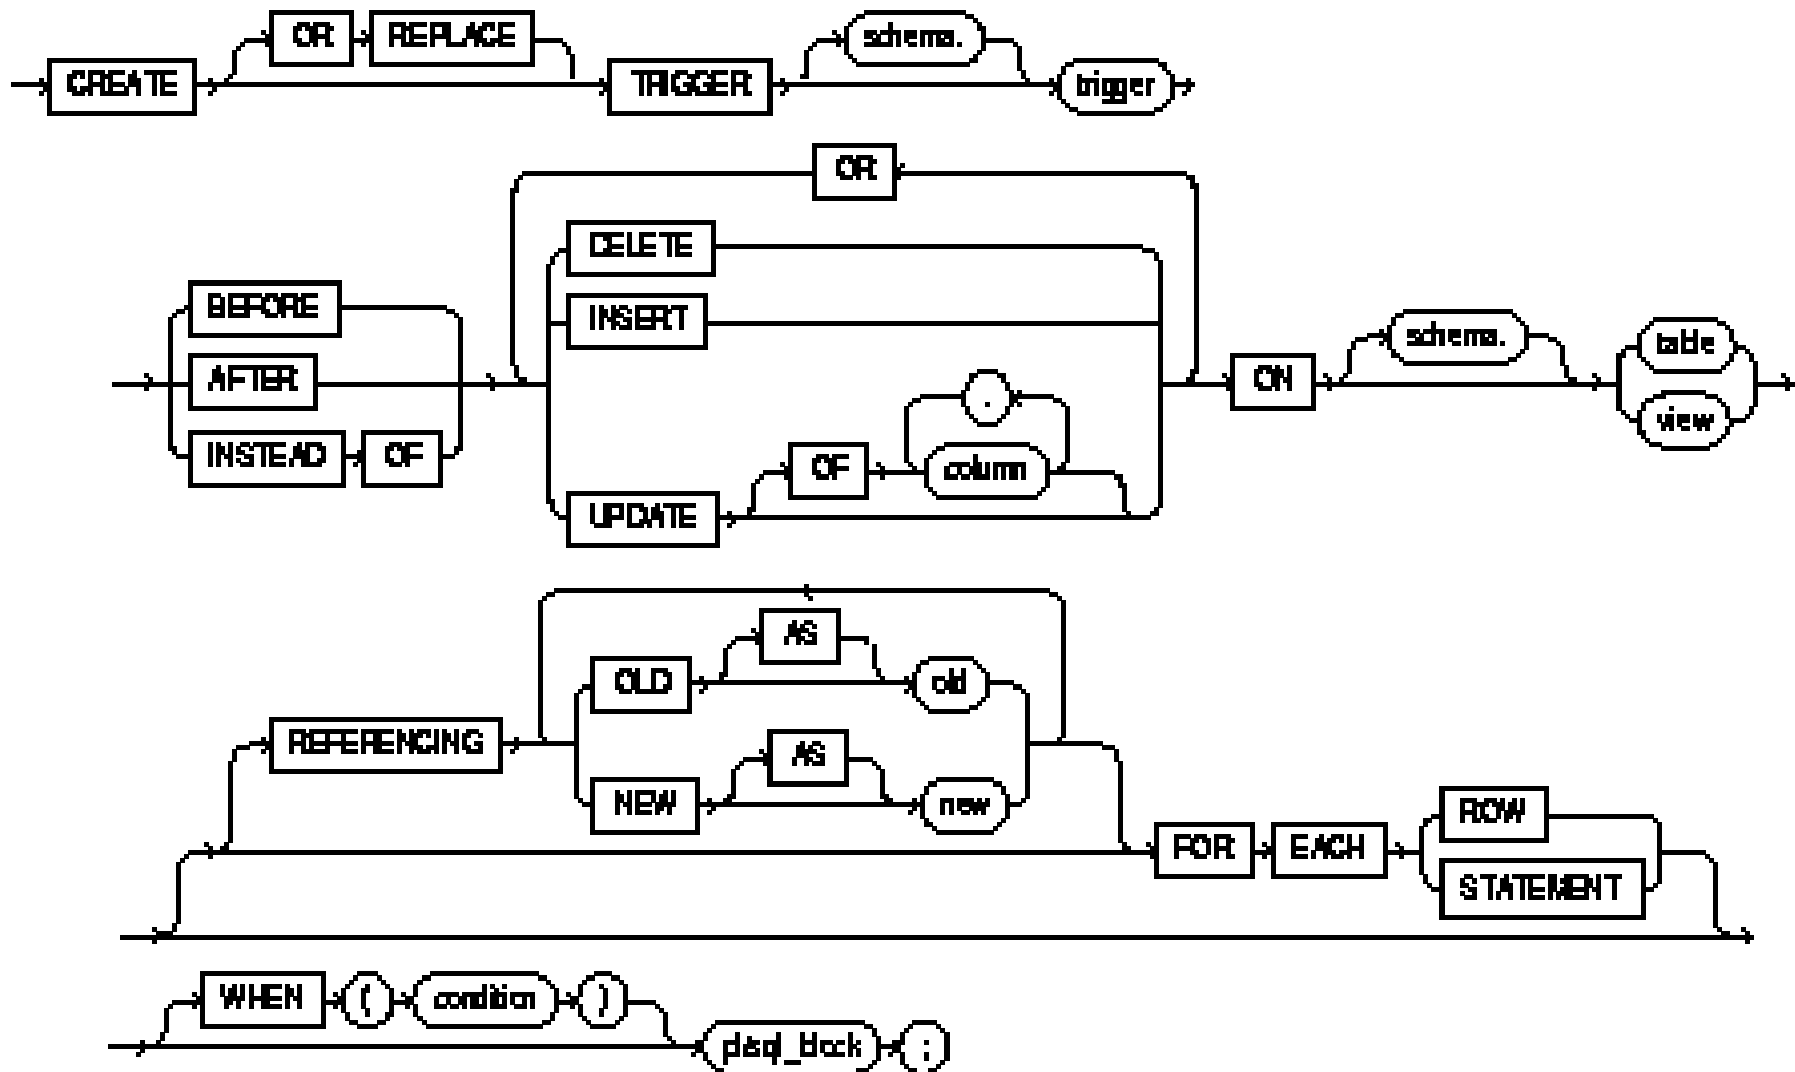 CREATE OR REPLACE TRIGGER schema. trigger
OR
DELETE
BEFORE INSERT schema. table
AFTER ON
INSTEAD OF , view
UPDATE OF column
AS
OLD old
REFERENCING AS
NEW new
ROW
FOR EACH
STATEMENT
WHEN ( condition )
plsql_block ;